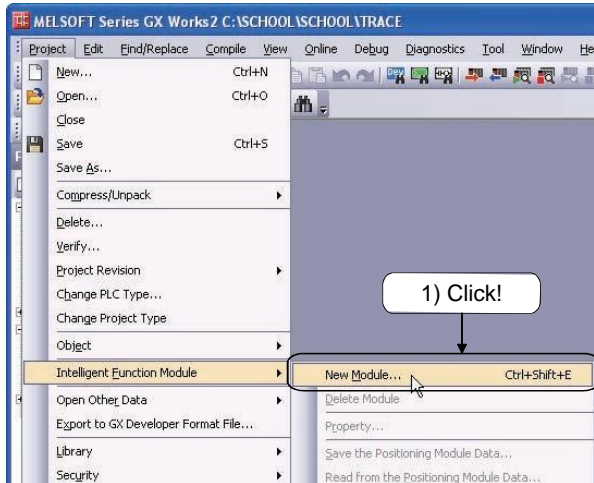 MELSOFT Series GX Works2 C:\SCHOOL\SCHOOL\TRACE
Project Edit Find/Replace Compile View Online Debug Diagnostics Tool Window He
New... Ctrl+N
Open... Ctrl+O
Close
Save Ctrl+S
Save As...
Compress/Unpack
Delete...
Verify...
Project Revision
Change PLC Type...
Change Project Type
Object
Intelligent Function Module
Open Other Data
Export to GX Developer Format File...
Library
Security
1) Click!
New Module... Ctrl+Shift+E
Delete Module
Property...
Save the Positioning Module Data...
Read from the Positioning Module Data...